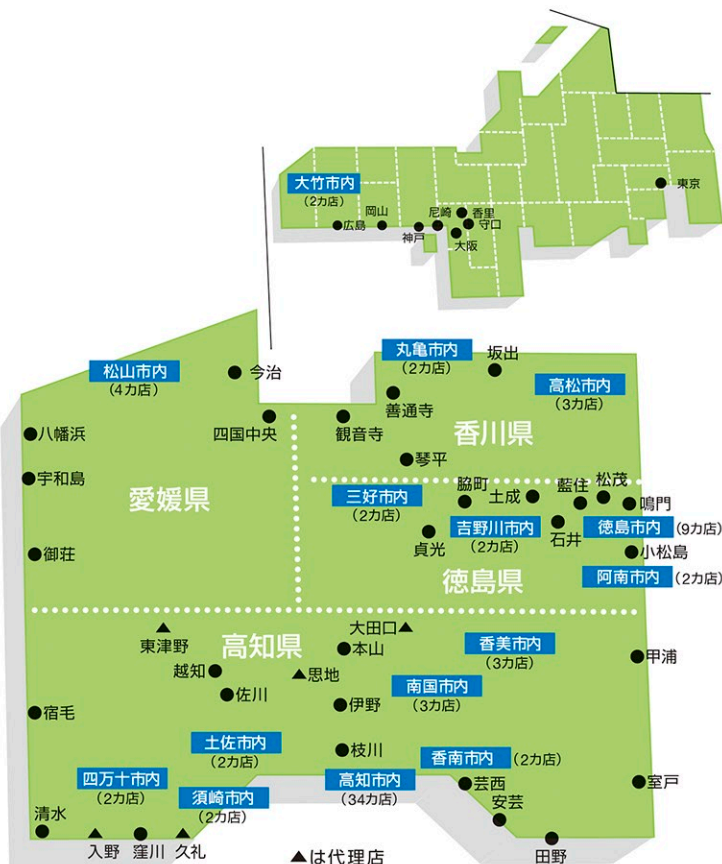 大竹市内
(2カ店)
広島
岡山
神戸
尼崎
香里
守口
大阪
東京
松山市内
(4カ店)
今治
丸亀市内
(2カ店)
坂出
高松市内
(3カ店)
善通寺
八幡浜
四国中央
観音寺
香川県
琴平
宇和島
愛媛県
三好市内
(2カ店)
脇町
土成
藍住
松茂
鳴門
貞光
吉野川市内
(2カ店)
石井
徳島市内
(9カ店)
小松島
御荘
徳島県
阿南市内
(2カ店)
東津野
高知県
大田口
本山
香美市内
(3カ店)
甲浦
越知
思地
佐川
南国市内
(3カ店)
宿毛
伊野
土佐市内
(2カ店)
枝川
香南市内
(2カ店)
四万十市内
(2カ店)
須崎市内
(2カ店)
高知市内
(34カ店)
芸西
室戸
安芸
清水
入野
窪川
久礼
田野
▲は代理店